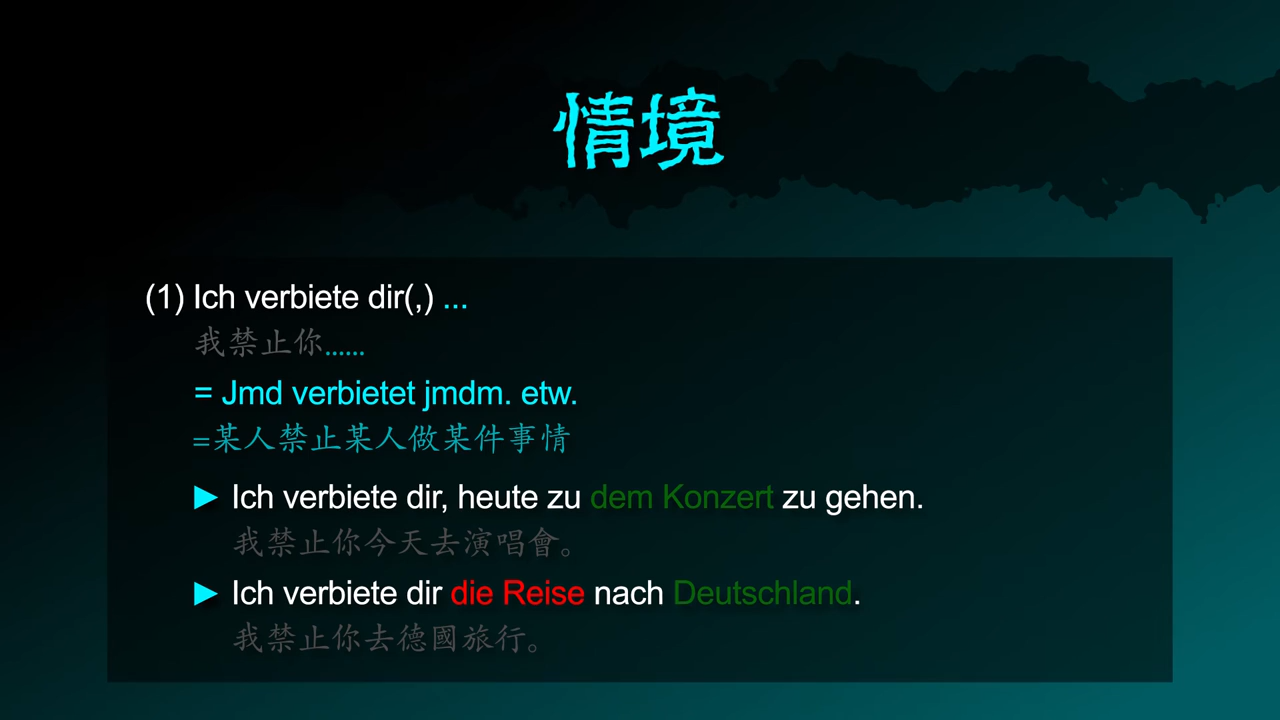 情境
(1) Ich verbiete dir(,) ...
我禁止你......
= Jmd verbietet jmdm. etw.
=某人禁止某人做某件事情
► Ich verbiete dir, heute zu dem Konzert zu gehen.
我禁止你今天去演唱會。
► Ich verbiete dir die Reise nach Deutschland.
我禁止你去德國旅行。